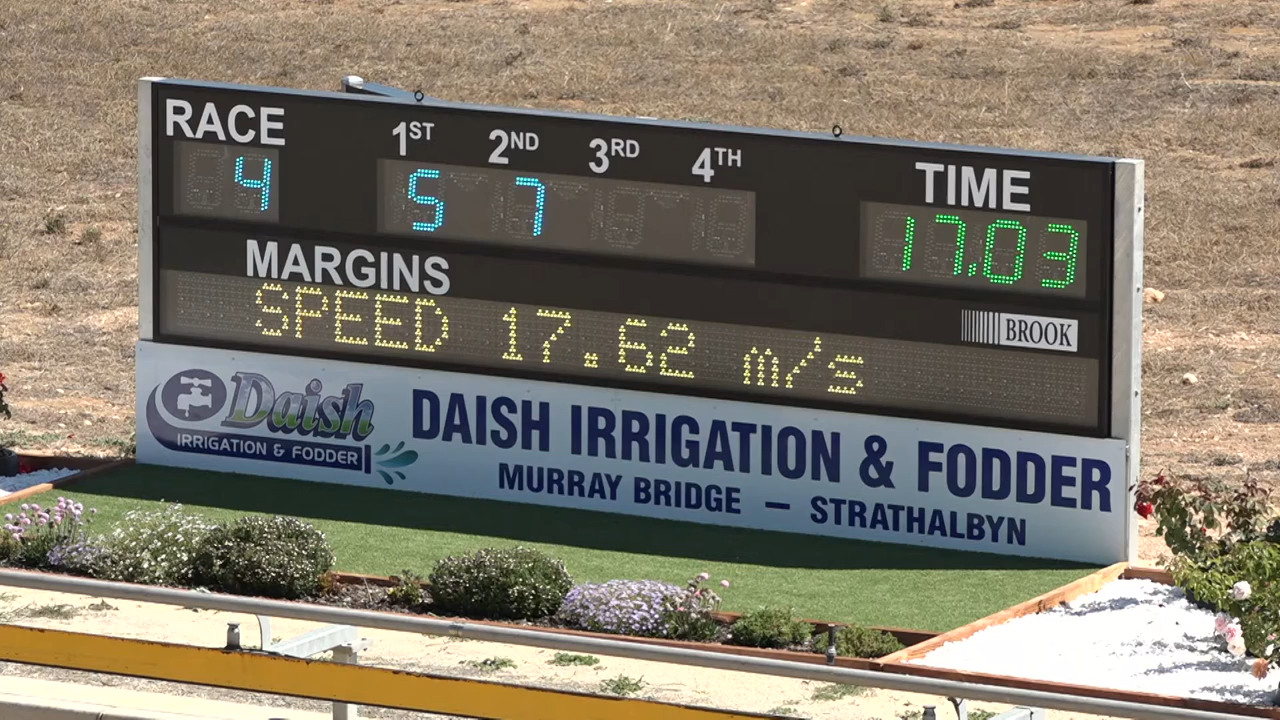 RACE 1ST 2ND 3RD 4TH TIME
4 5 7 17.03
MARGINS
BROOK
SPEED 17.62 m/s
Daish
IRRIGATION & FODDER
DAISH IRRIGATION & FODDER
MURRAY BRIDGE – STRATHALBYN